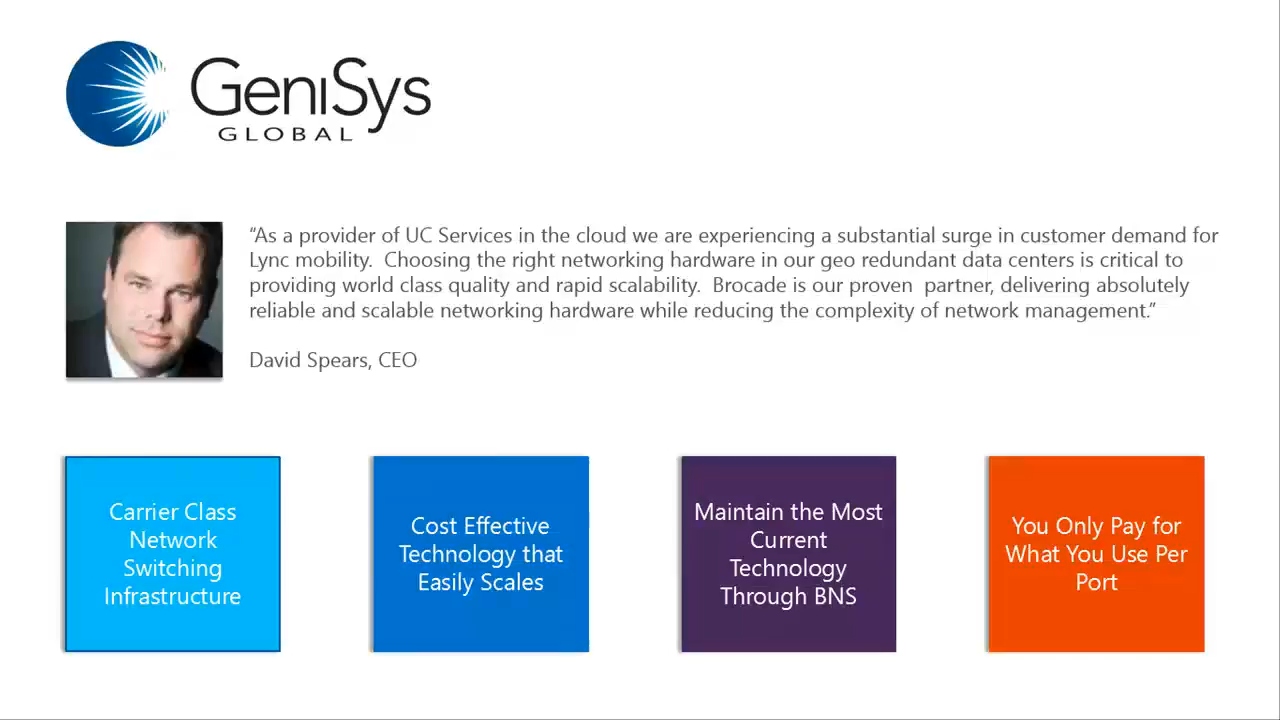 GeniSys
GLOBAL
“As a provider of UC Services in the cloud we are experiencing a substantial surge in customer demand for
Lync mobility.  Choosing the right networking hardware in our geo redundant data centers is critical to
providing world class quality and rapid scalability.  Brocade is our proven  partner, delivering absolutely
reliable and scalable networking hardware while reducing the complexity of network management.”
David Spears, CEO
Carrier Class
Network
Switching
Infrastructure
Cost Effective
Technology that
Easily Scales
Maintain the Most
Current
Technology
Through BNS
You Only Pay for
What You Use Per
Port